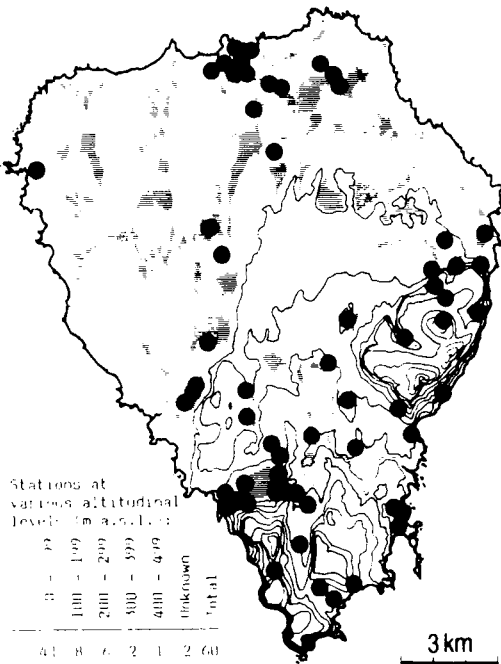 Stations at
various altitudinal
levels (m a.s.l.):
0 - 99
100 - 199
200 - 299
300 - 399
400 - 499
Unknown
Total
41 8 6 2 1 2 60
3 km